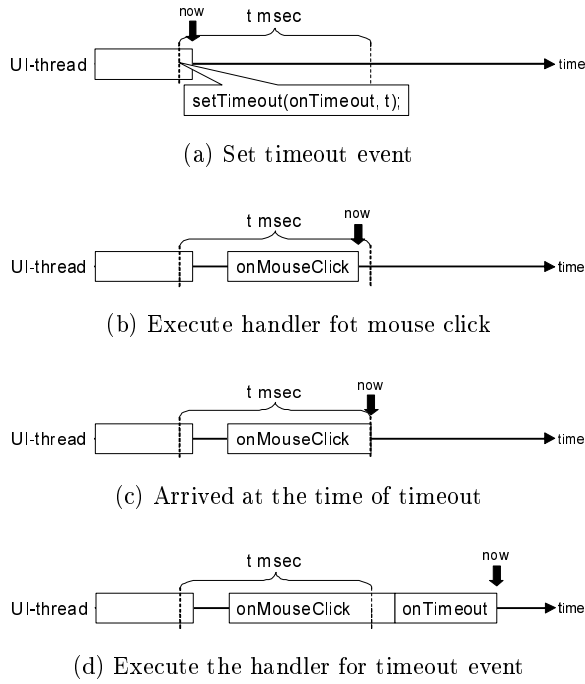 now
t msec
UI-thread
time
setTimeout(onTimeout, t);
(a) Set timeout event
now
t msec
UI-thread
onMouseClick
time
(b) Execute handler fot mouse click
now
t msec
UI-thread
onMouseClick
time
(c) Arrived at the time of timeout
now
t msec
UI-thread
onMouseClick
onTimeout
time
(d) Execute the handler for timeout event